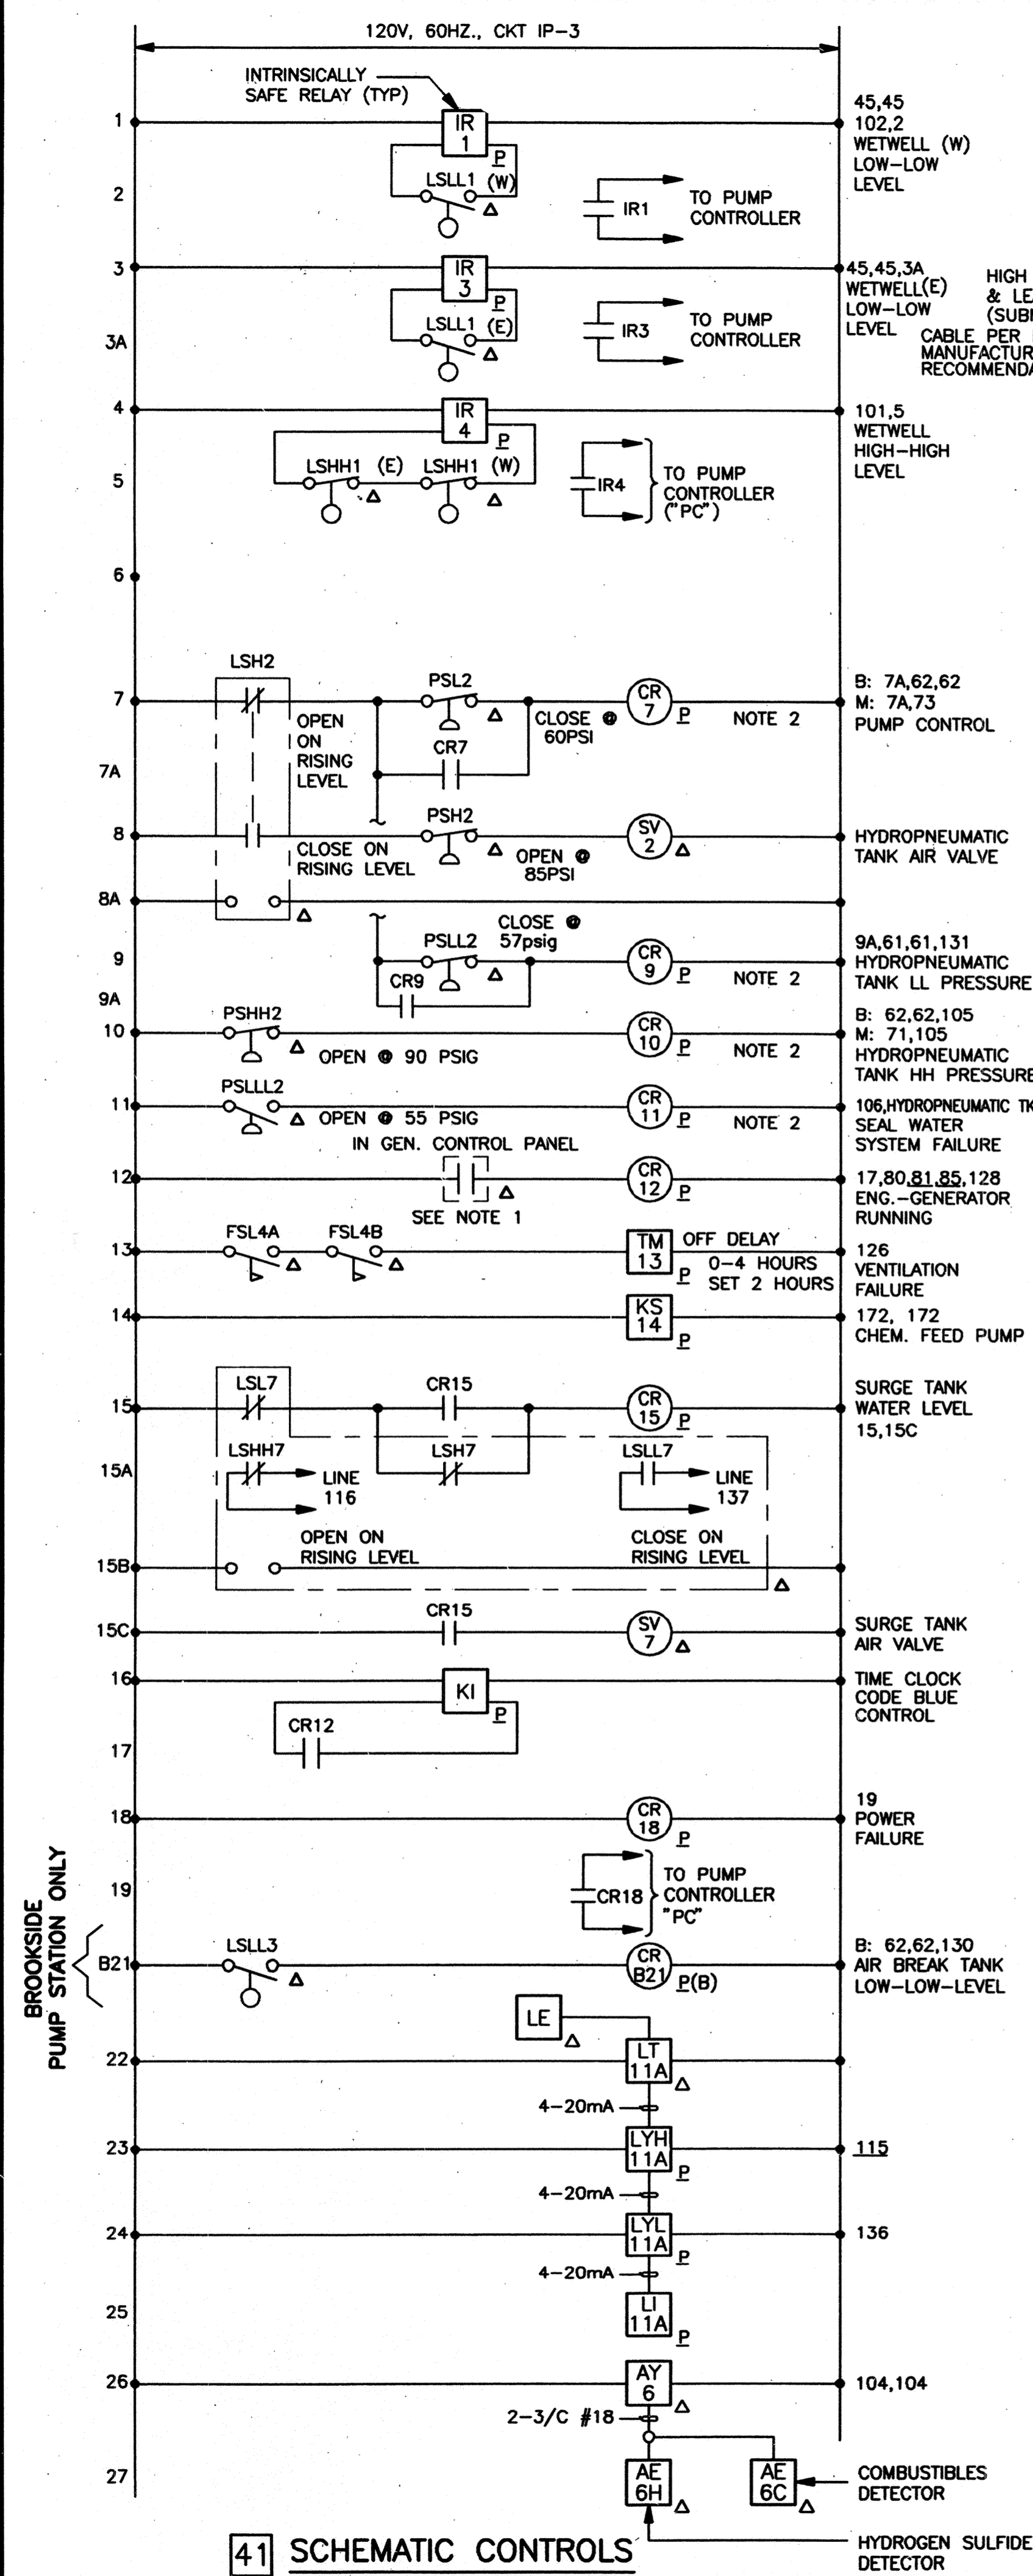 120V, 60HZ., CKT IP-3
INTRINSICALLY
SAFE RELAY (TYP)
1
IR
1
P
45,45
102,2
WETWELL (W)
LOW-LOW
LEVEL
2
LSLL1 (W)
IR1
TO PUMP
CONTROLLER
3
IR
3
P
45,45,3A
WETWELL(E)
LOW-LOW
LEVEL
HIGH
& LE
(SUB
CABLE PER
MANUFACTUR
RECOMMENDA
3A
LSLL1 (E)
IR3
TO PUMP
CONTROLLER
4
IR
4
P
101,5
WETWELL
HIGH-HIGH
LEVEL
5
LSHH1 (E)
LSHH1 (W)
IR4
TO PUMP
CONTROLLER
("PC")
6
LSH2
7
OPEN
ON
RISING
LEVEL
PSL2
CLOSE @
60PSI
CR
7
P
NOTE 2
B: 7A,62,62
M: 7A,73
PUMP CONTROL
7A
CR7
8
CLOSE ON
RISING LEVEL
PSH2
OPEN @
85PSI
SV
2
HYDROPNEUMATIC
TANK AIR VALVE
8A
9
PSLL2
CLOSE @
57psig
CR
9
P
NOTE 2
9A,61,61,131
HYDROPNEUMATIC
TANK LL PRESSURE
9A
CR9
10
PSHH2
OPEN @ 90 PSIG
CR
10
P
NOTE 2
B: 62,62,105
M: 71,105
HYDROPNEUMATIC
TANK HH PRESSURE
11
PSLLL2
OPEN @ 55 PSIG
CR
11
P
NOTE 2
106,HYDROPNEUMATIC TK
SEAL WATER
SYSTEM FAILURE
IN GEN. CONTROL PANEL
12
SEE NOTE 1
CR
12
P
17,80,81,85,128
ENG.-GENERATOR
RUNNING
13
FSL4A
FSL4B
TM
13
P
OFF DELAY
0-4 HOURS
SET 2 HOURS
126
VENTILATION
FAILURE
14
KS
14
P
172, 172
CHEM. FEED PUMP
15
LSL7
CR15
CR
15
P
SURGE TANK
WATER LEVEL
15,15C
15A
LSHH7
LINE
116
LSH7
LSLL7
LINE
137
15B
OPEN ON
RISING LEVEL
CLOSE ON
RISING LEVEL
15C
CR15
SV
7
SURGE TANK
AIR VALVE
16
KI
P
TIME CLOCK
CODE BLUE
CONTROL
17
CR12
18
CR
18
P
19
POWER
FAILURE
19
CR18
TO PUMP
CONTROLLER
"PC"
BROOKSIDE
PUMP STATION ONLY
B21
LSLL3
CR
B21
P(B)
B: 62,62,130
AIR BREAK TANK
LOW-LOW-LEVEL
LE
22
LT
11A
4-20mA
23
LYH
11A
P
115
4-20mA
24
LYL
11A
P
136
4-20mA
25
LI
11A
P
26
AY
6
104,104
2-3/C #18
27
AE
6H
AE
6C
COMBUSTIBLES
DETECTOR
HYDROGEN SULFIDE
DETECTOR
41 SCHEMATIC CONTROLS